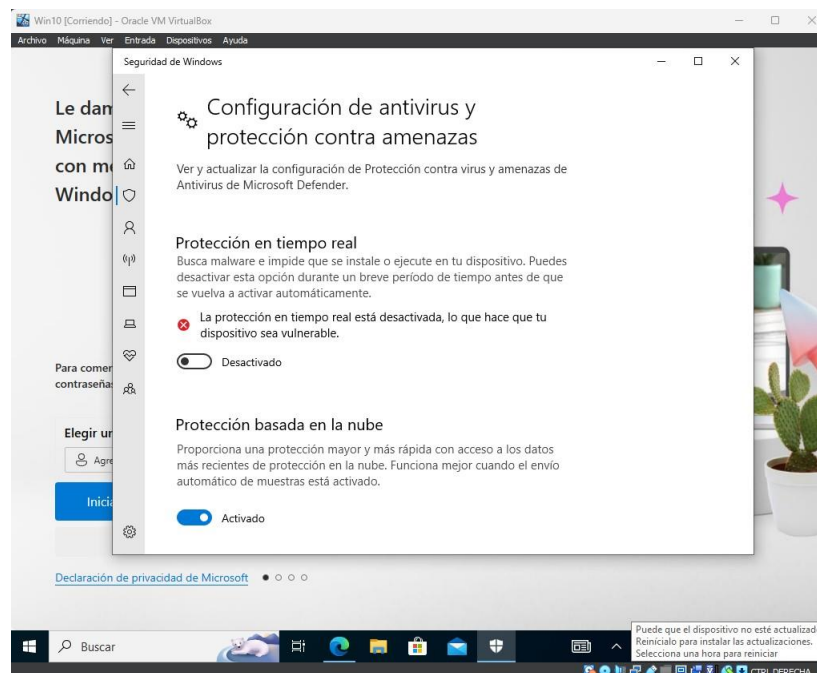 Win10 [Corriendo] - Oracle VM VirtualBox
Archivo Máquina Ver Entrada Dispositivos Ayuda
Seguridad de Windows
Le dam
Micros
con me
Windo
Configuración de antivirus y
protección contra amenazas
Ver y actualizar la configuración de Protección contra virus y amenazas de
Antivirus de Microsoft Defender.
Protección en tiempo real
Busca malware e impide que se instale o ejecute en tu dispositivo. Puedes
desactivar esta opción durante un breve período de tiempo antes de que
se vuelva a activar automáticamente.
La protección en tiempo real está desactivada, lo que hace que tu
dispositivo sea vulnerable.
Desactivado
Para comen
contraseñas
Protección basada en la nube
Proporciona una protección mayor y más rápida con acceso a los datos
más recientes de protección en la nube. Funciona mejor cuando el envío
automático de muestras está activado.
Activado
Elegir un
Agre
Inicia
Declaración de privacidad de Microsoft
Puede que el dispositivo no esté actualizad
Reinícialo para instalar las actualizaciones.
Selecciona una hora para reiniciar
Buscar
CTRL DERECHA